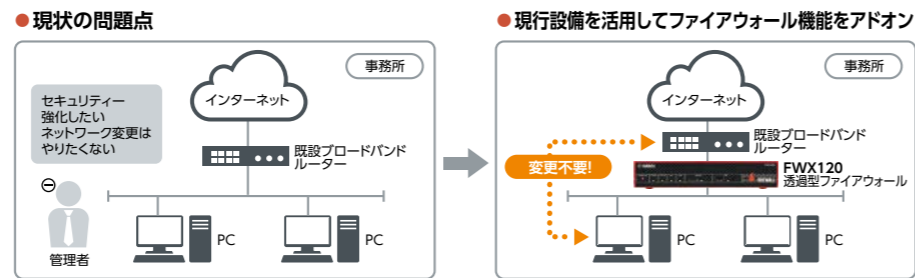 ●現状の問題点
事務所
セキュリティー
強化したい
ネットワーク変更は
やりたくない
インターネット
既設ブロードバンド
ルーター
管理者
PC
PC
●現行設備を活用してファイアウォール機能をアドオン
事務所
インターネット
既設ブロードバンド
ルーター
変更不要!
FWX120
透過型ファイアウォール
PC
PC